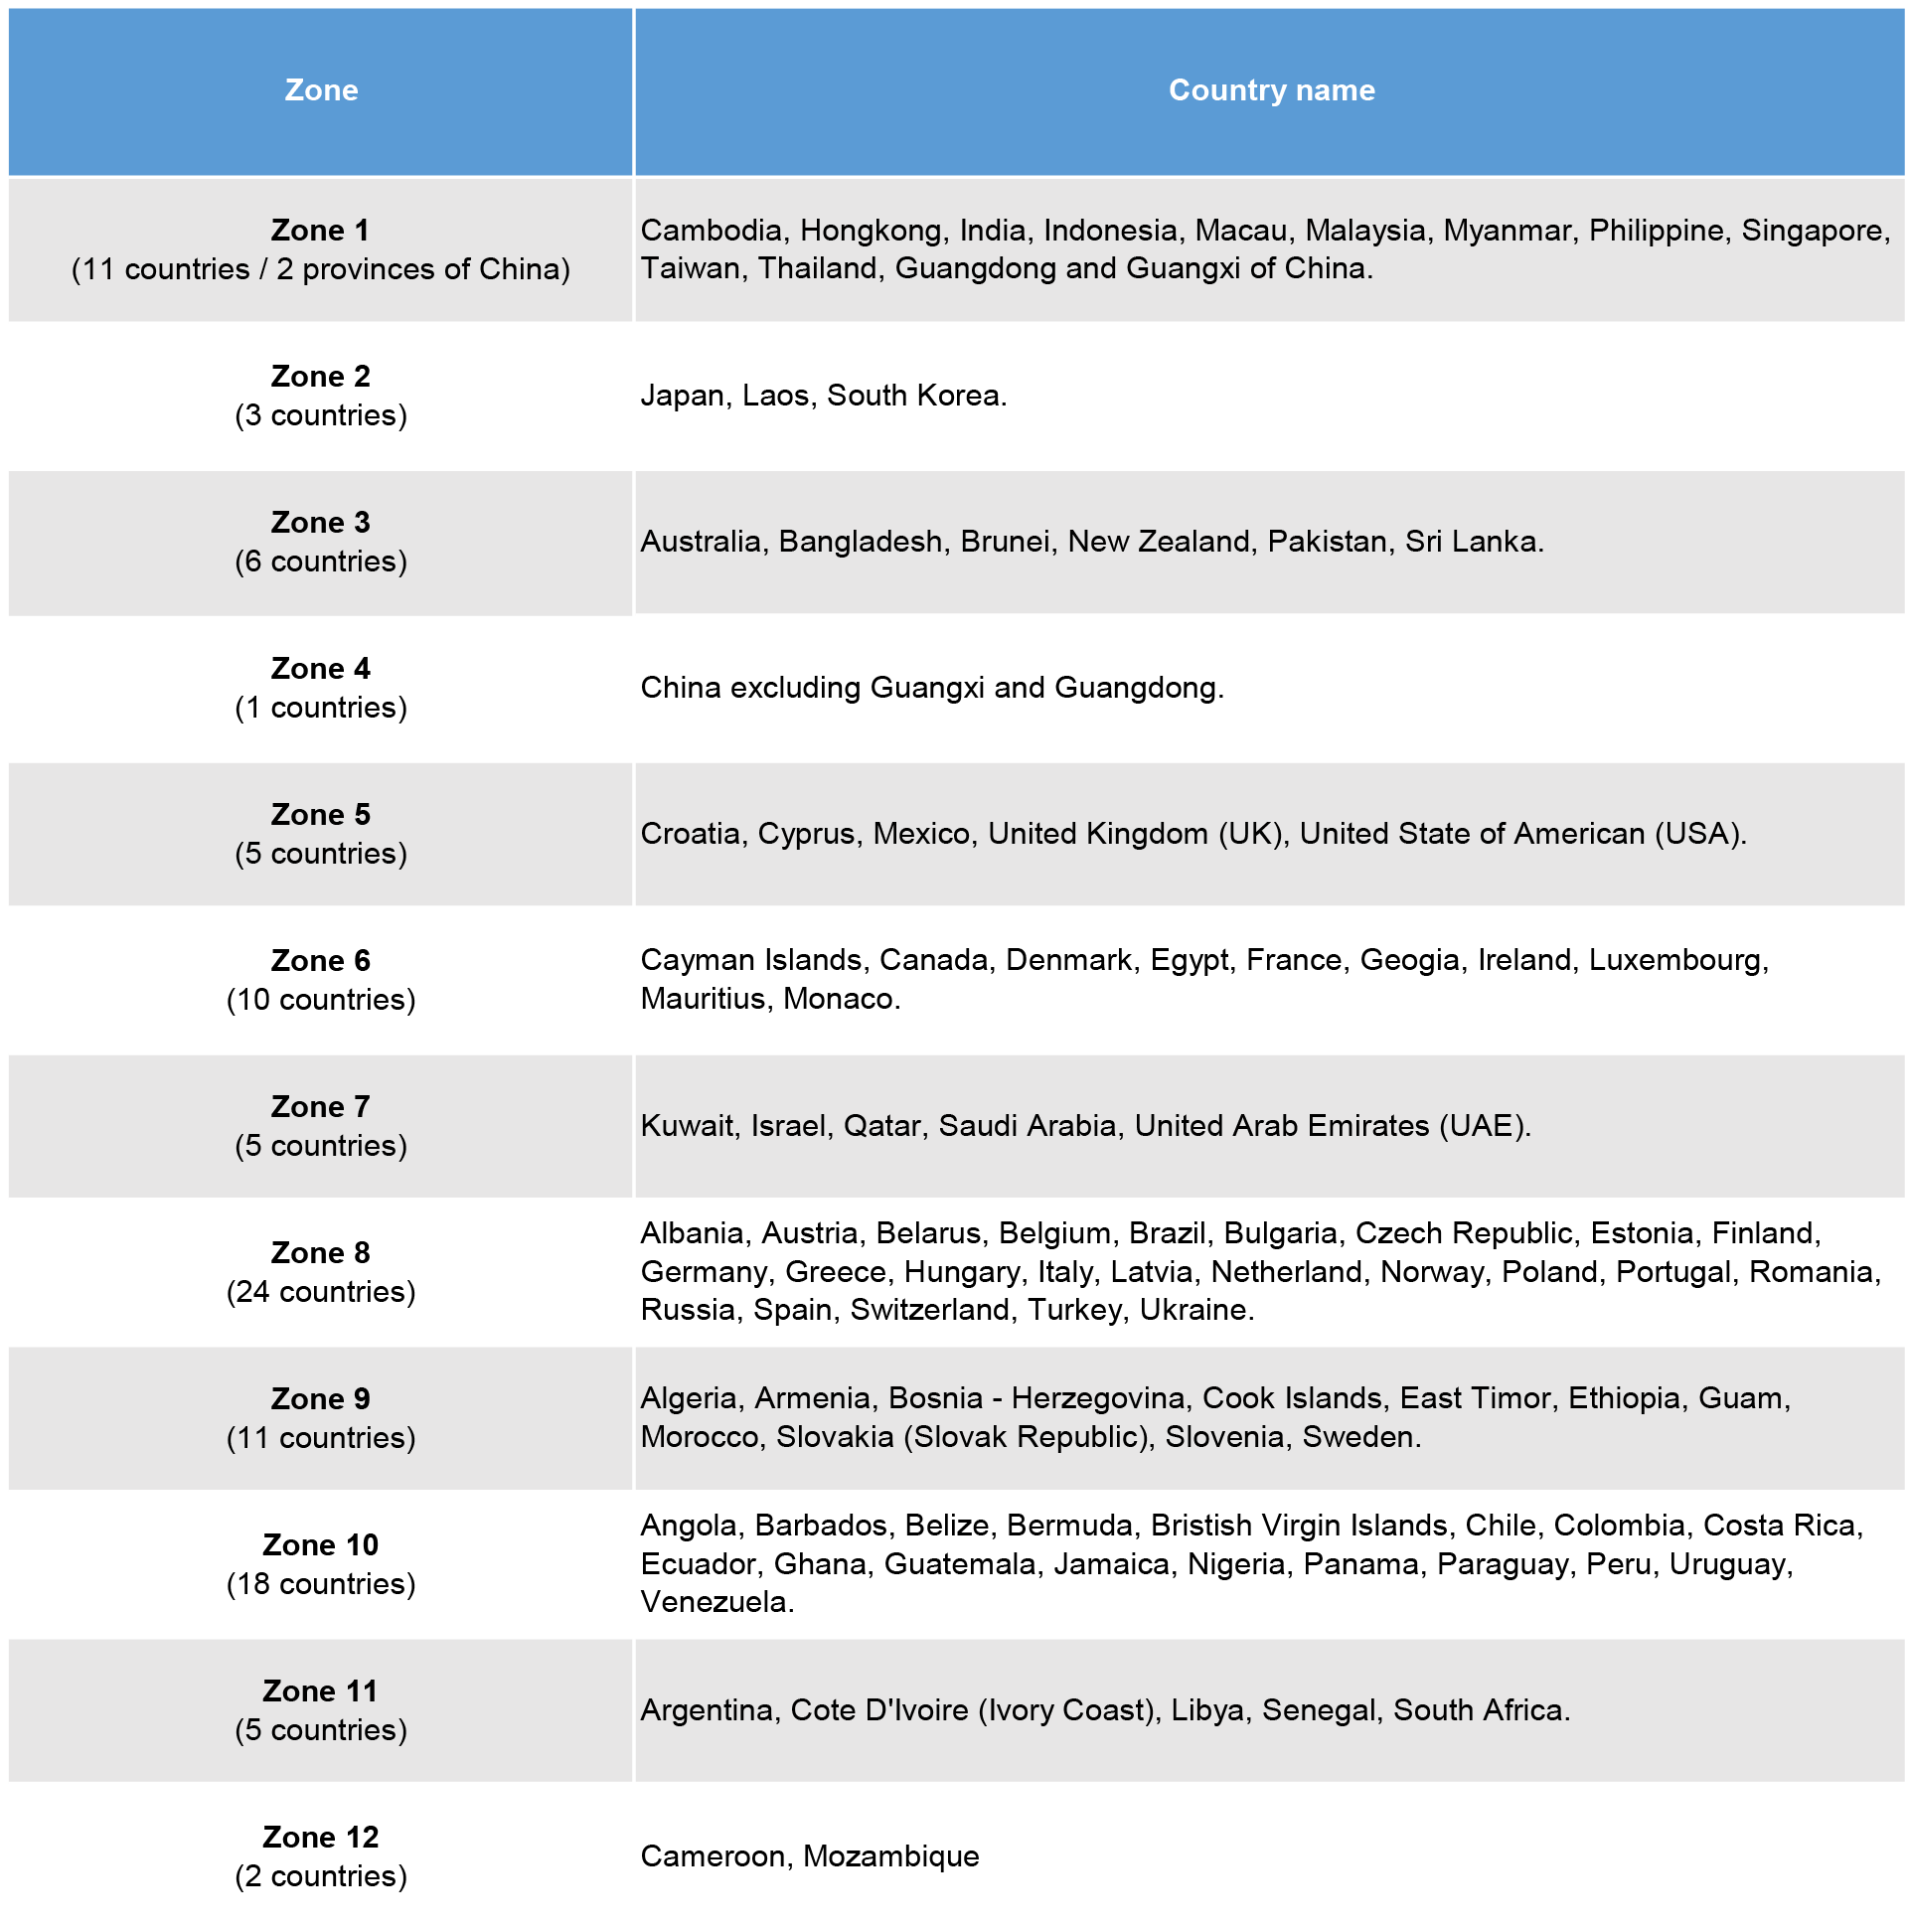 Zone
Country name
Zone 1
(11 countries / 2 provinces of China)
Cambodia, Hongkong, India, Indonesia, Macau, Malaysia, Myanmar, Philippine, Singapore,
Taiwan, Thailand, Guangdong and Guangxi of China.
Zone 2
(3 countries)
Japan, Laos, South Korea.
Zone 3
(6 countries)
Australia, Bangladesh, Brunei, New Zealand, Pakistan, Sri Lanka.
Zone 4
(1 countries)
China excluding Guangxi and Guangdong.
Zone 5
(5 countries)
Croatia, Cyprus, Mexico, United Kingdom (UK), United State of American (USA).
Zone 6
(10 countries)
Cayman Islands, Canada, Denmark, Egypt, France, Geogia, Ireland, Luxembourg,
Mauritius, Monaco.
Zone 7
(5 countries)
Kuwait, Israel, Qatar, Saudi Arabia, United Arab Emirates (UAE).
Zone 8
(24 countries)
Albania, Austria, Belarus, Belgium, Brazil, Bulgaria, Czech Republic, Estonia, Finland,
Germany, Greece, Hungary, Italy, Latvia, Netherland, Norway, Poland, Portugal, Romania,
Russia, Spain, Switzerland, Turkey, Ukraine.
Zone 9
(11 countries)
Algeria, Armenia, Bosnia - Herzegovina, Cook Islands, East Timor, Ethiopia, Guam,
Morocco, Slovakia (Slovak Republic), Slovenia, Sweden.
Zone 10
(18 countries)
Angola, Barbados, Belize, Bermuda, Bristish Virgin Islands, Chile, Colombia, Costa Rica,
Ecuador, Ghana, Guatemala, Jamaica, Nigeria, Panama, Paraguay, Peru, Uruguay,
Venezuela.
Zone 11
(5 countries)
Argentina, Cote D'Ivoire (Ivory Coast), Libya, Senegal, South Africa.
Zone 12
(2 countries)
Cameroon, Mozambique